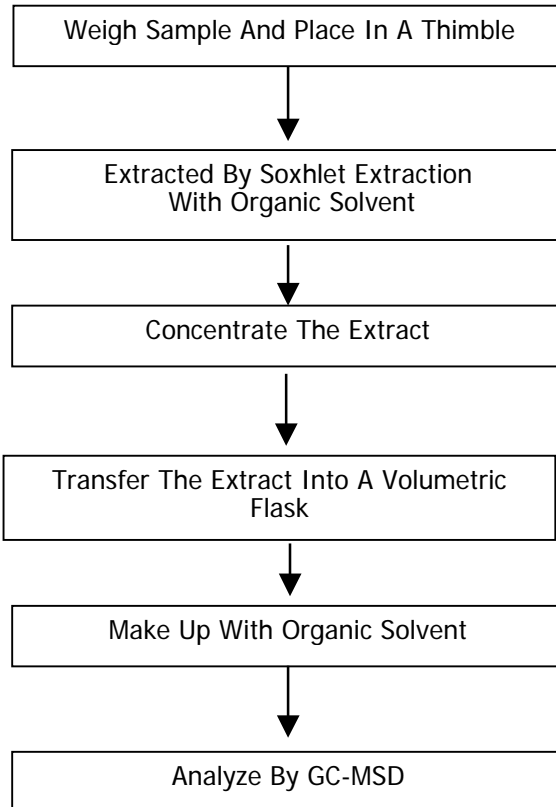 Weigh Sample And Place In A Thimble
Extracted By Soxhlet Extraction
With Organic Solvent
Concentrate The Extract
Transfer The Extract Into A Volumetric
Flask
Make Up With Organic Solvent
Analyze By GC-MSD